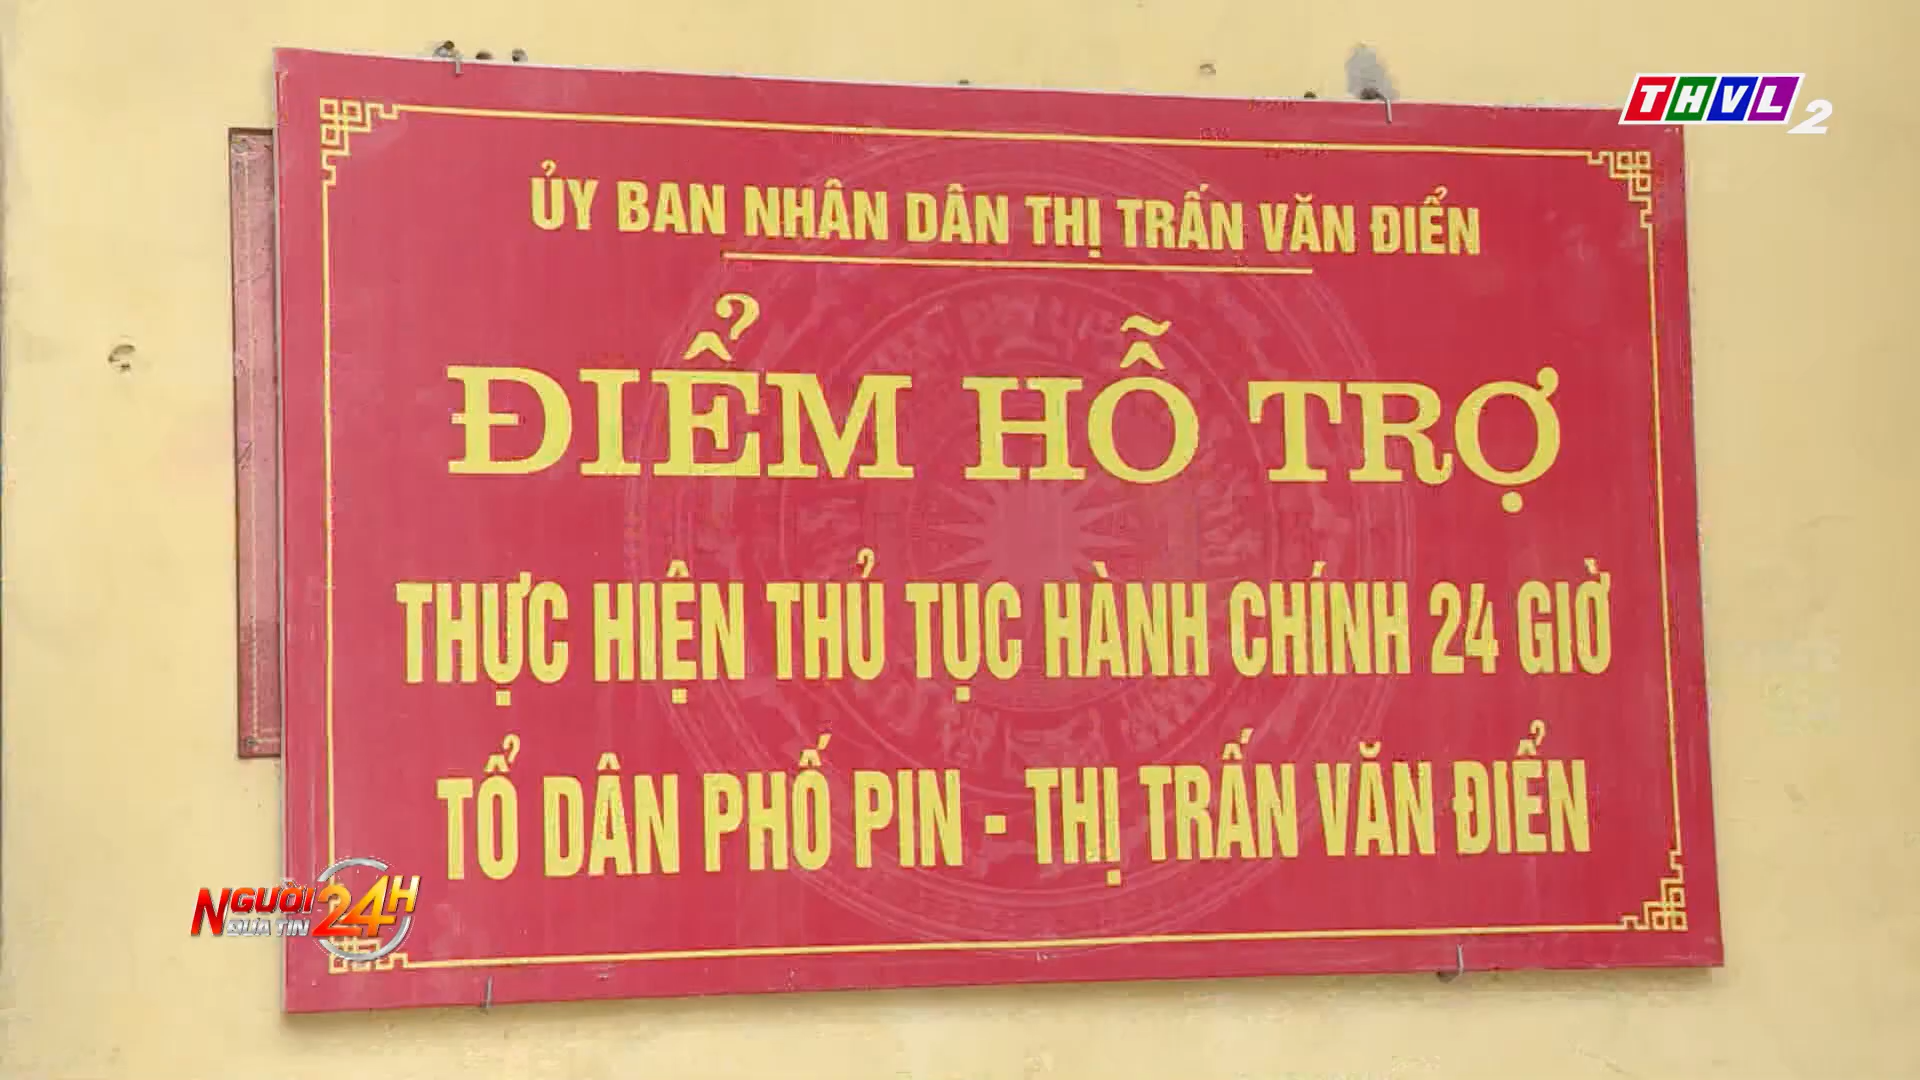 THVL 2
ỦY BAN NHÂN DÂN THỊ TRẤN VĂN ĐIỂN
ĐIỂM HỖ TRỢ
THỰC HIỆN THỦ TỤC HÀNH CHÍNH 24 GIỜ
TỔ DÂN PHỐ PIN - THỊ TRẤN VĂN ĐIỂN
NGƯỜI ĐƯA TIN 24H